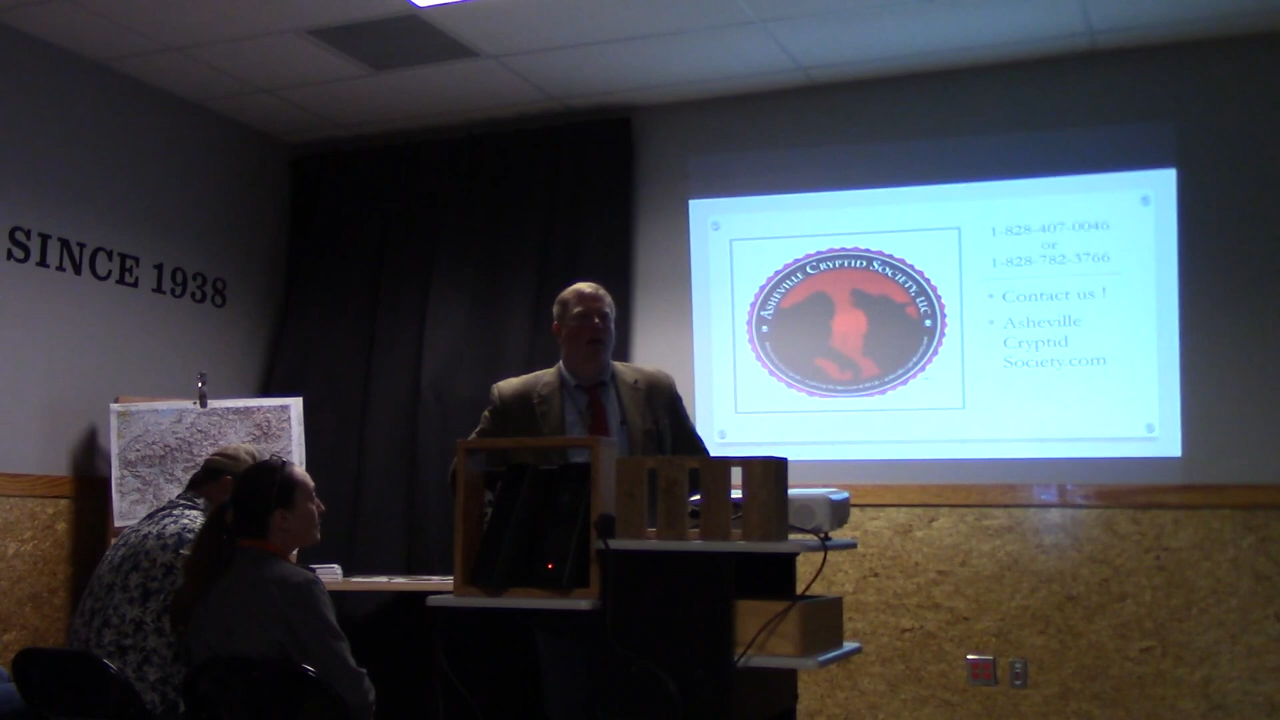 SINCE 1938
ASHEVILLE CRYPTID SOCIETY, LLC
1-828-407-0046
or
1-828-782-3766
• Contact us !
• Asheville
Cryptid
Society.com